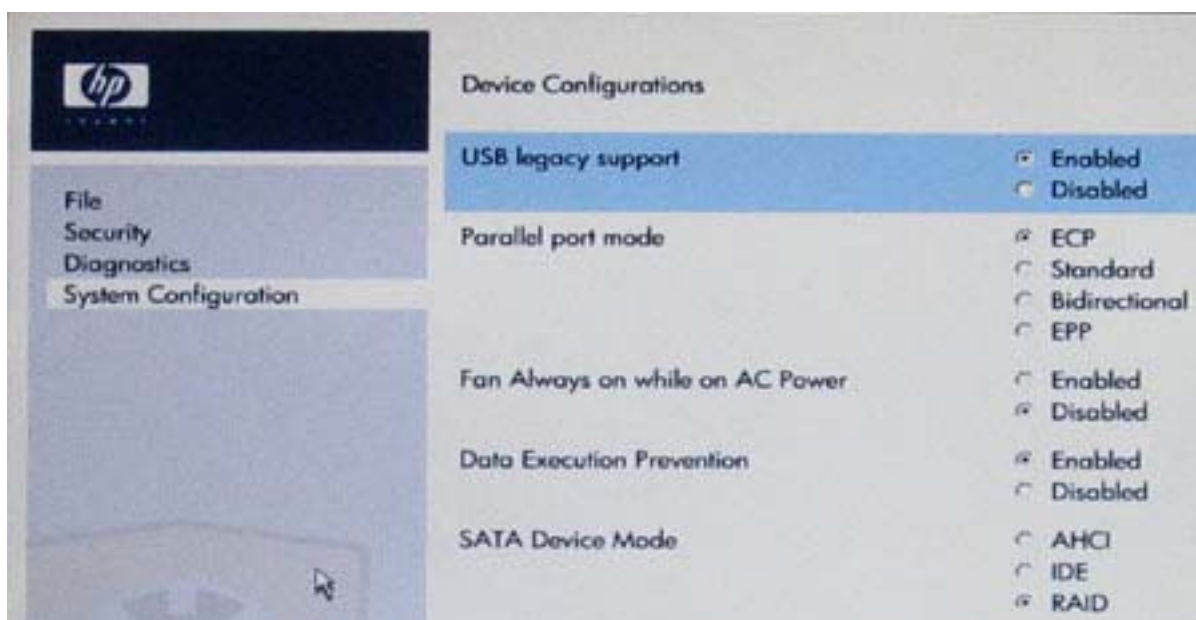 hp
invent
Device Configurations
File
Security
Diagnostics
System Configuration
USB legacy support
Enabled
Disabled
Parallel port mode
ECP
Standard
Bidirectional
EPP
Fan Always on while on AC Power
Enabled
Disabled
Data Execution Prevention
Enabled
Disabled
SATA Device Mode
AHCI
IDE
RAID